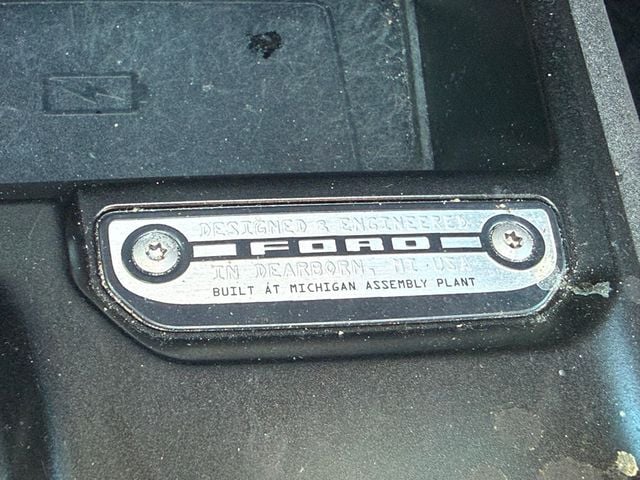 DESIGNED & ENGINEERED
FORD
IN DEARBORN, MI-USA
BUILT AT MICHIGAN ASSEMBLY PLANT